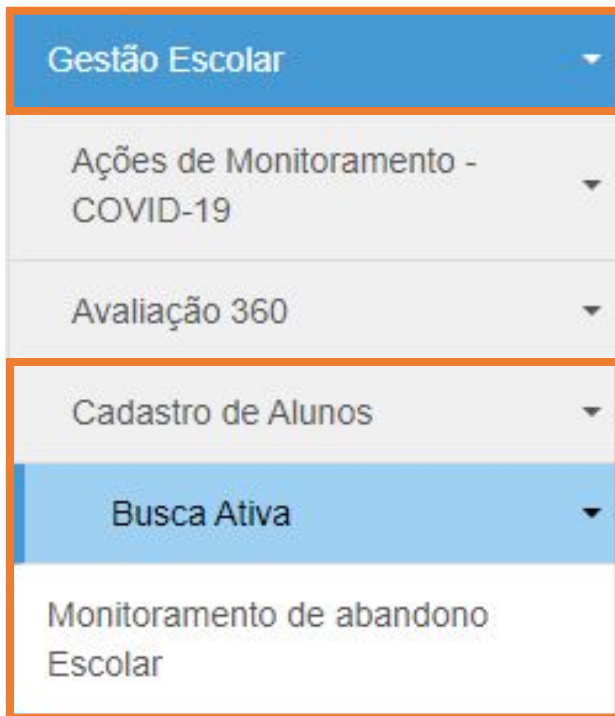 Gestão Escolar
Ações de Monitoramento -
COVID-19
Avaliação 360
Cadastro de Alunos
Busca Ativa
Monitoramento de abandono
Escolar